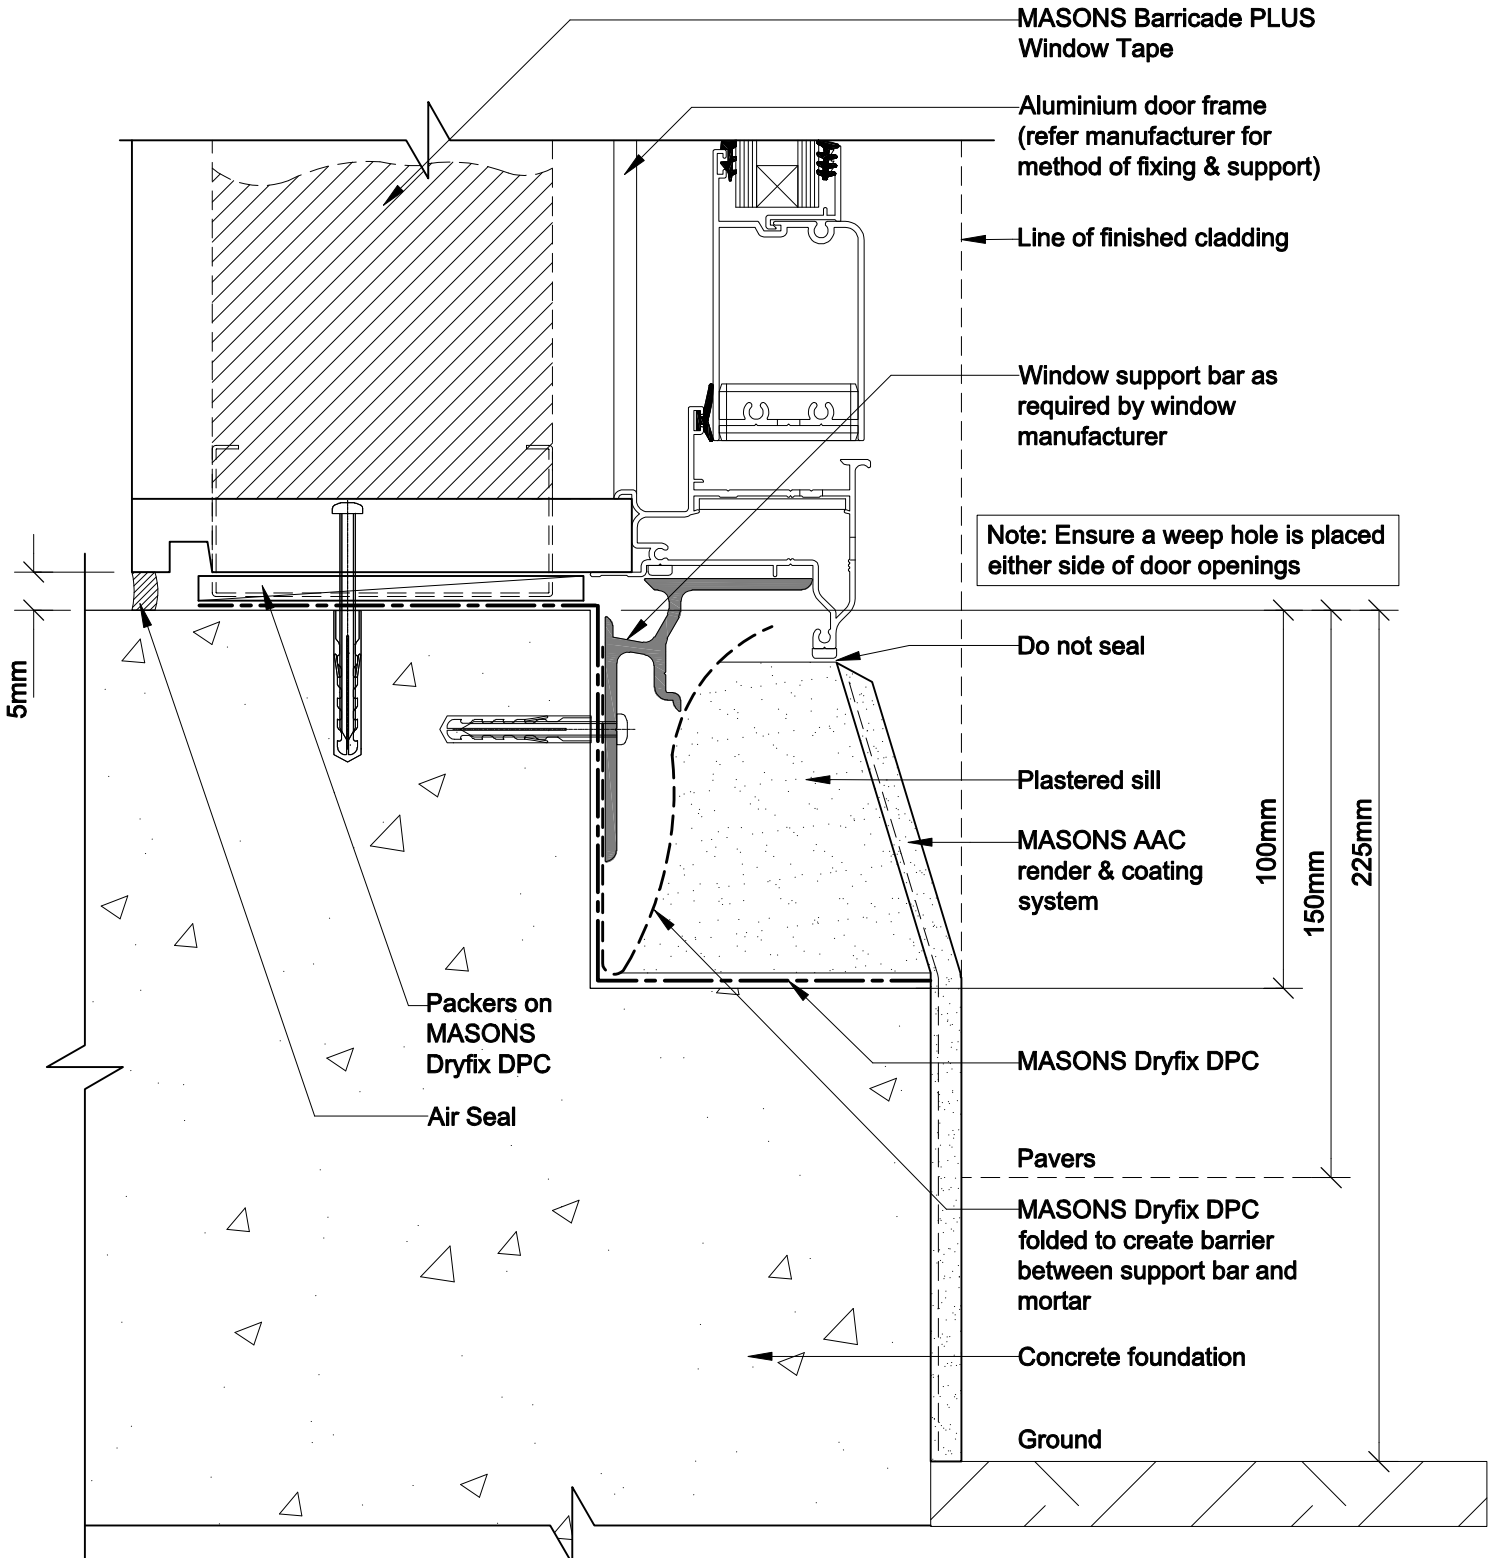 MASONS Barricade PLUS
Window Tape
Aluminium door frame
(refer manufacturer for
method of fixing & support)
Line of finished cladding
Window support bar as
required by window
manufacturer
Note: Ensure a weep hole is placed
either side of door openings
5mm
Do not seal
Plastered sill
MASONS AAC
render & coating
system
100mm
150mm
225mm
Packers on
MASONS
Dryfix DPC
Air Seal
MASONS Dryfix DPC
Pavers
MASONS Dryfix DPC
folded to create barrier
between support bar and
mortar
Concrete foundation
Ground